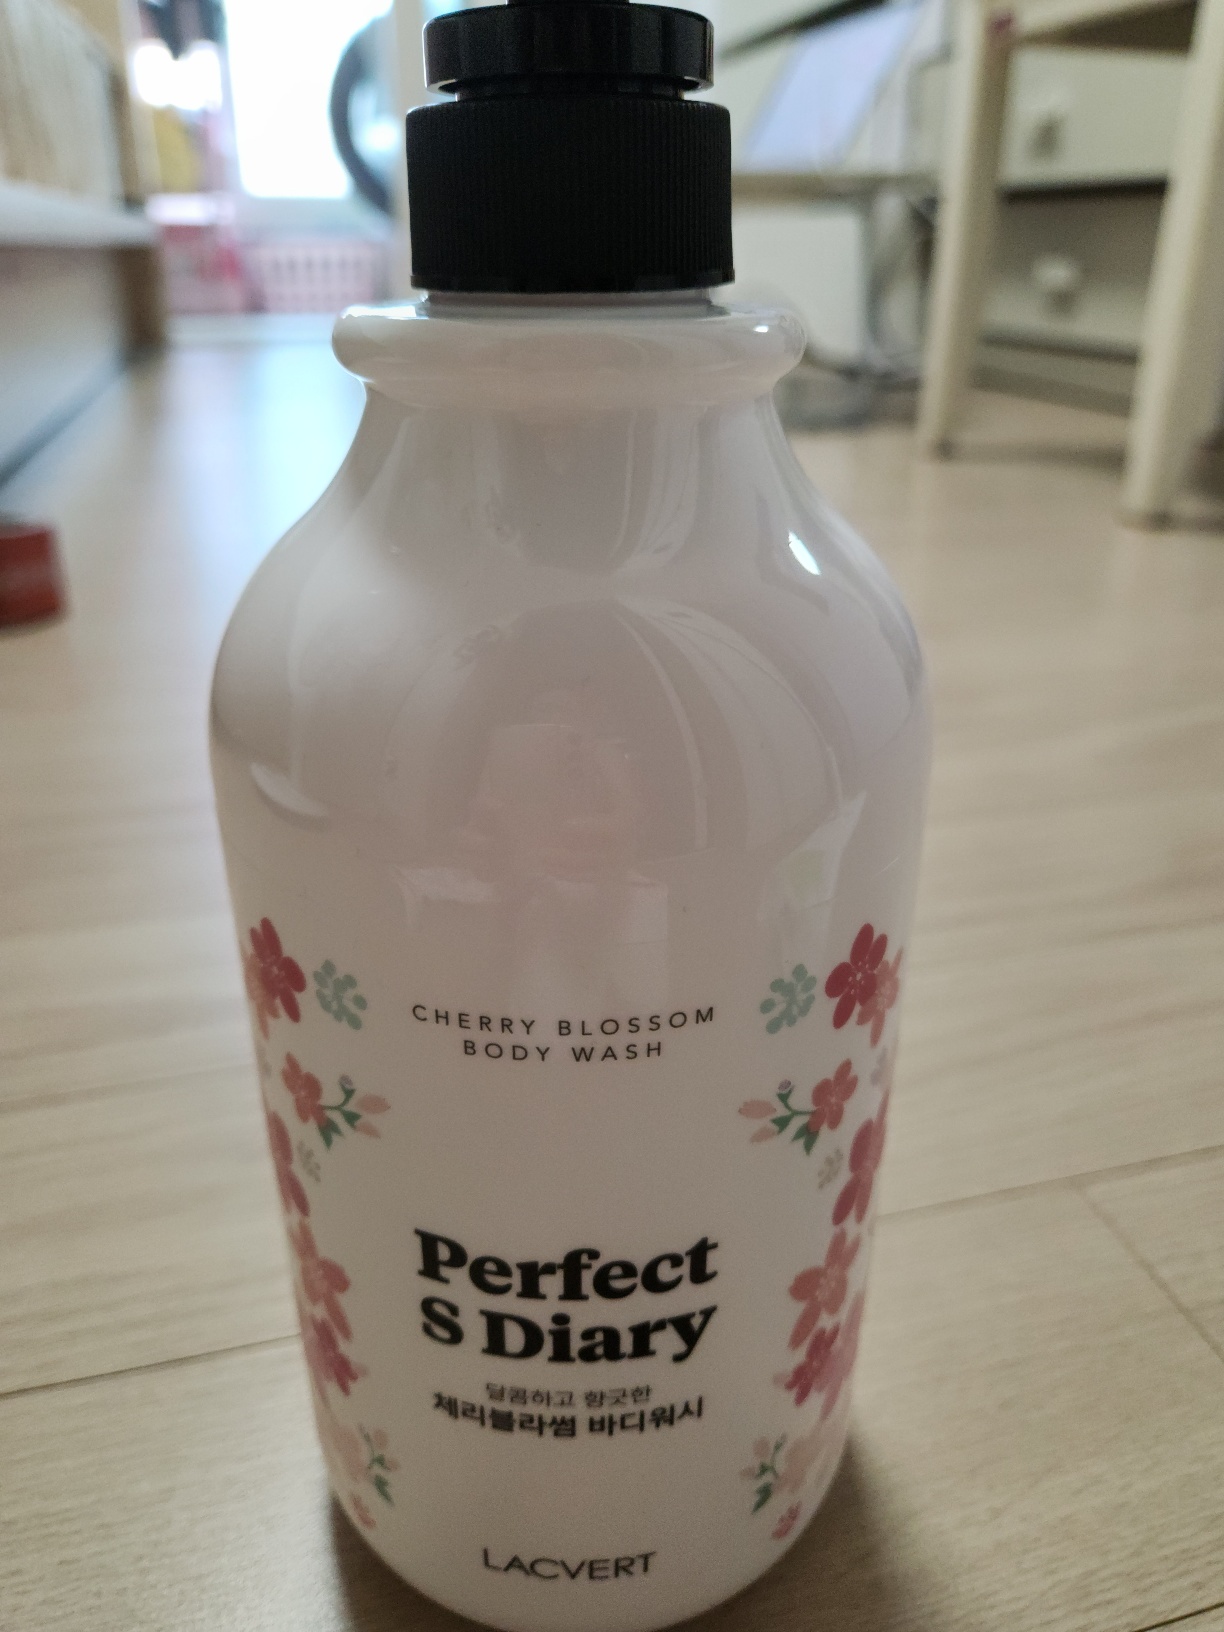 CHERRY BLOSSOM
BODY WASH
Perfect
S Diary
달콤하고 향긋한
체리블라썸 바디워시
LACVERT